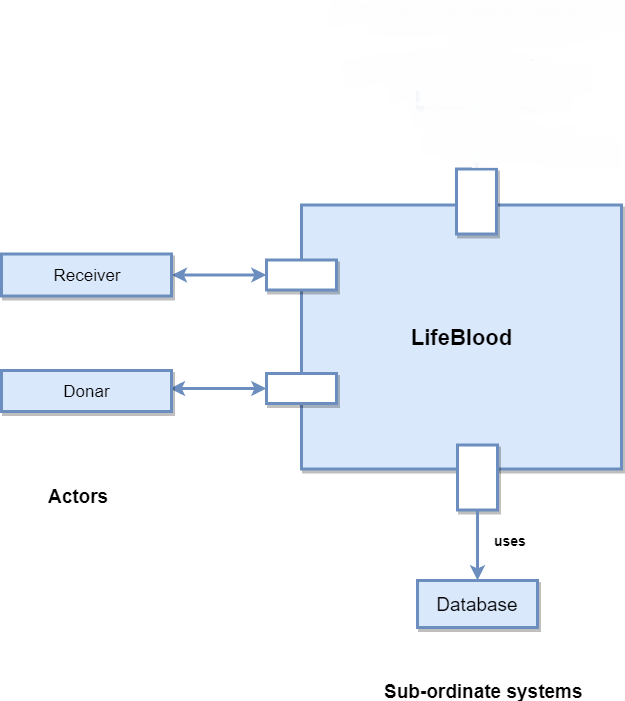 Receiver
LifeBlood
Donar
Actors
uses
Database
Sub-ordinate systems